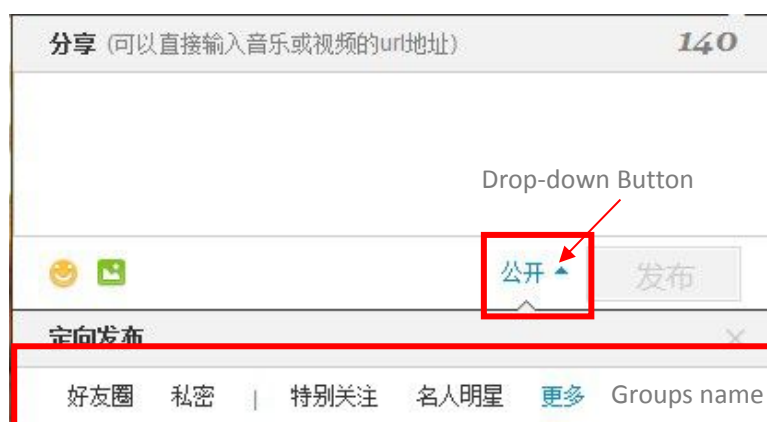 分享 (可以直接输入音乐或视频的url地址) 140
Drop-down Button
公开 发布
定向发布
好友圈 私密 | 特别关注 名人明星 更多 Groups name